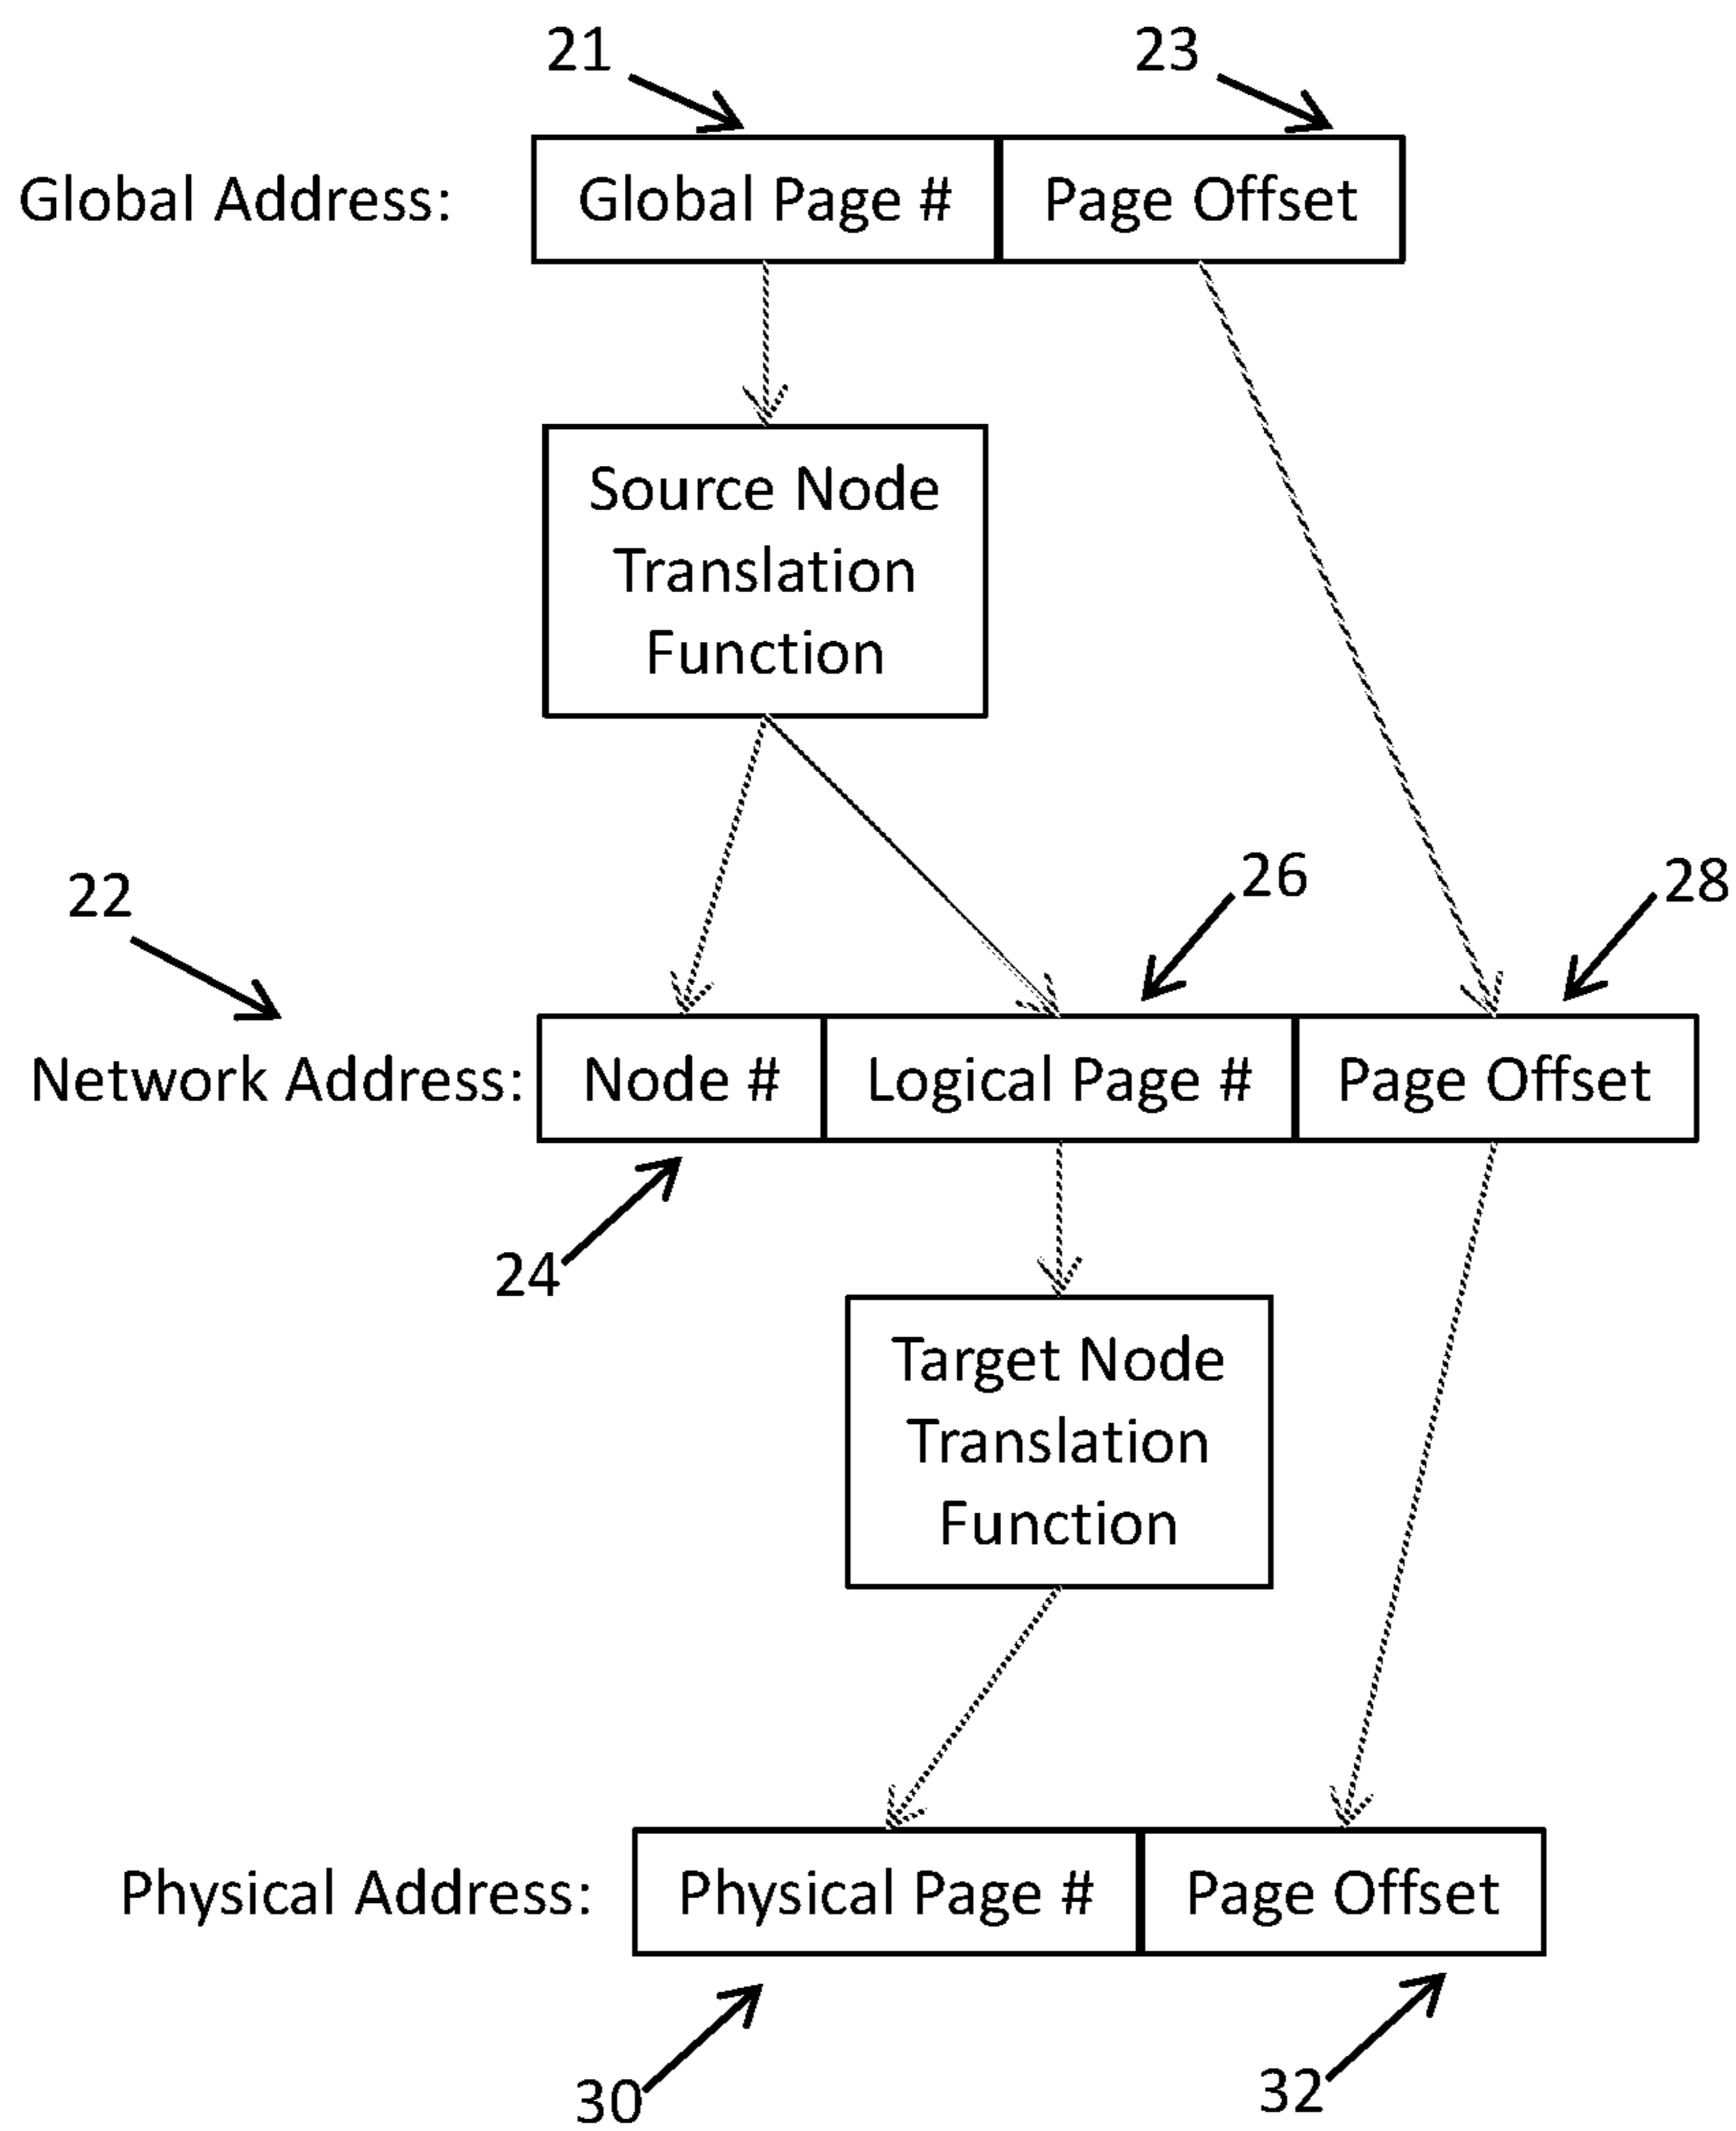 21
23
Global Address:
Global Page #
Page Offset
Source Node
Translation
Function
22
26
28
Network Address:
Node #
Logical Page #
Page Offset
24
Target Node
Translation
Function
Physical Address:
Physical Page #
Page Offset
30
32